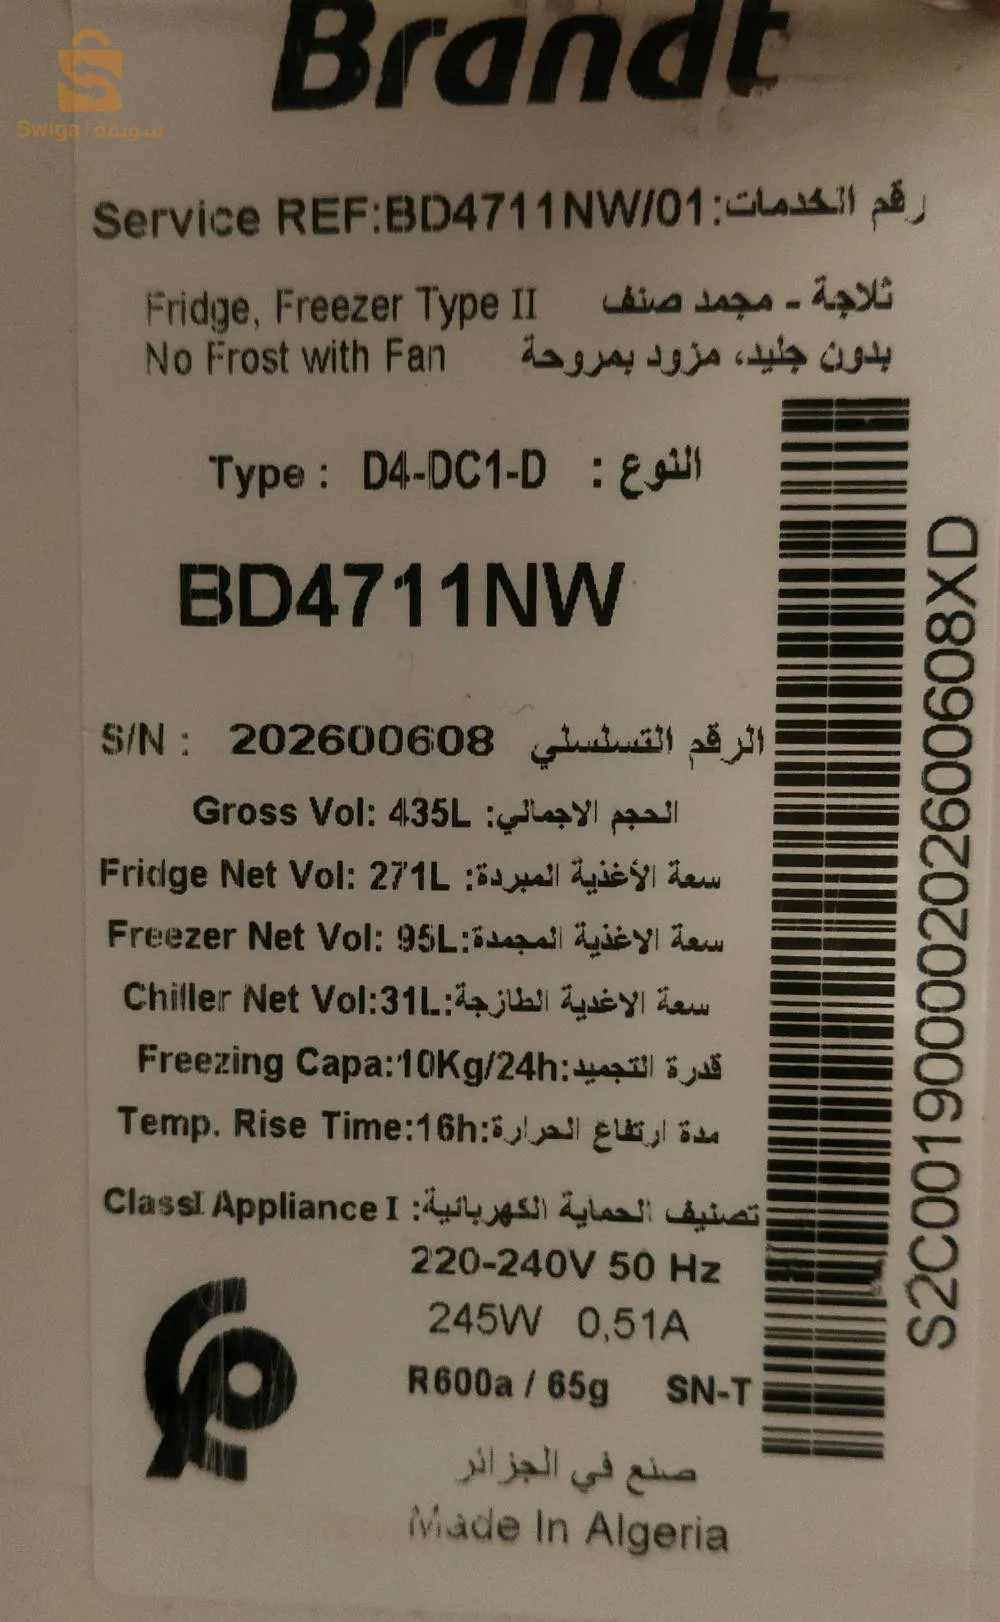 Brandt
Swiqa | سويقة
Service REF:BD4711NW/01:رقم الخدمات
Fridge, Freezer Type II ثلاجة - مجمد صنف
No Frost with Fan بدون جليد، مزود بمروحة
Type : D4-DC1-D : النوع
BD4711NW
S/N : 202600608 الرقم التسلسلي
Gross Vol: 435L :الحجم الاجمالي
Fridge Net Vol: 271L :سعة الأغذية المبردة
Freezer Net Vol: 95L:سعة الاغذية المجمدة
Chiller Net Vol:31L:سعة الاغدية الطازجة
Freezing Capa:10Kg/24h:قدرة التجميد
Temp. Rise Time:16h:مدة ارتفاع الحرارة
ClassI Appliance I :تصنيف الحماية الكهربائية
220-240V 50 Hz
245W 0,51A
R600a / 65g SN-T
صنع في الجزائر
Made In Algeria
S2C0019000202600608XD